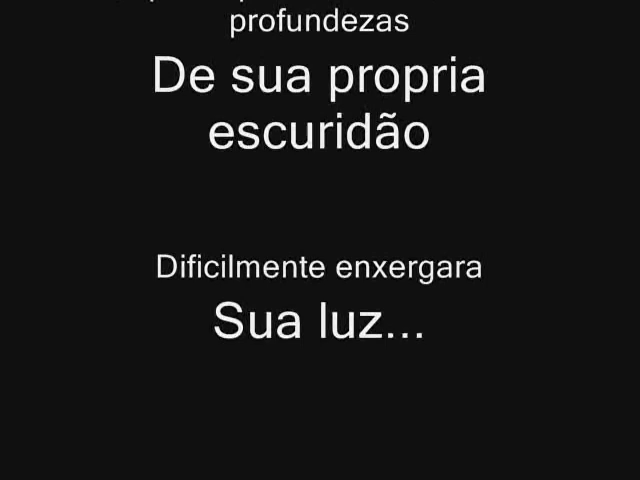 profundezas
De sua propria
escuridão
Dificilmente enxergara
Sua luz...